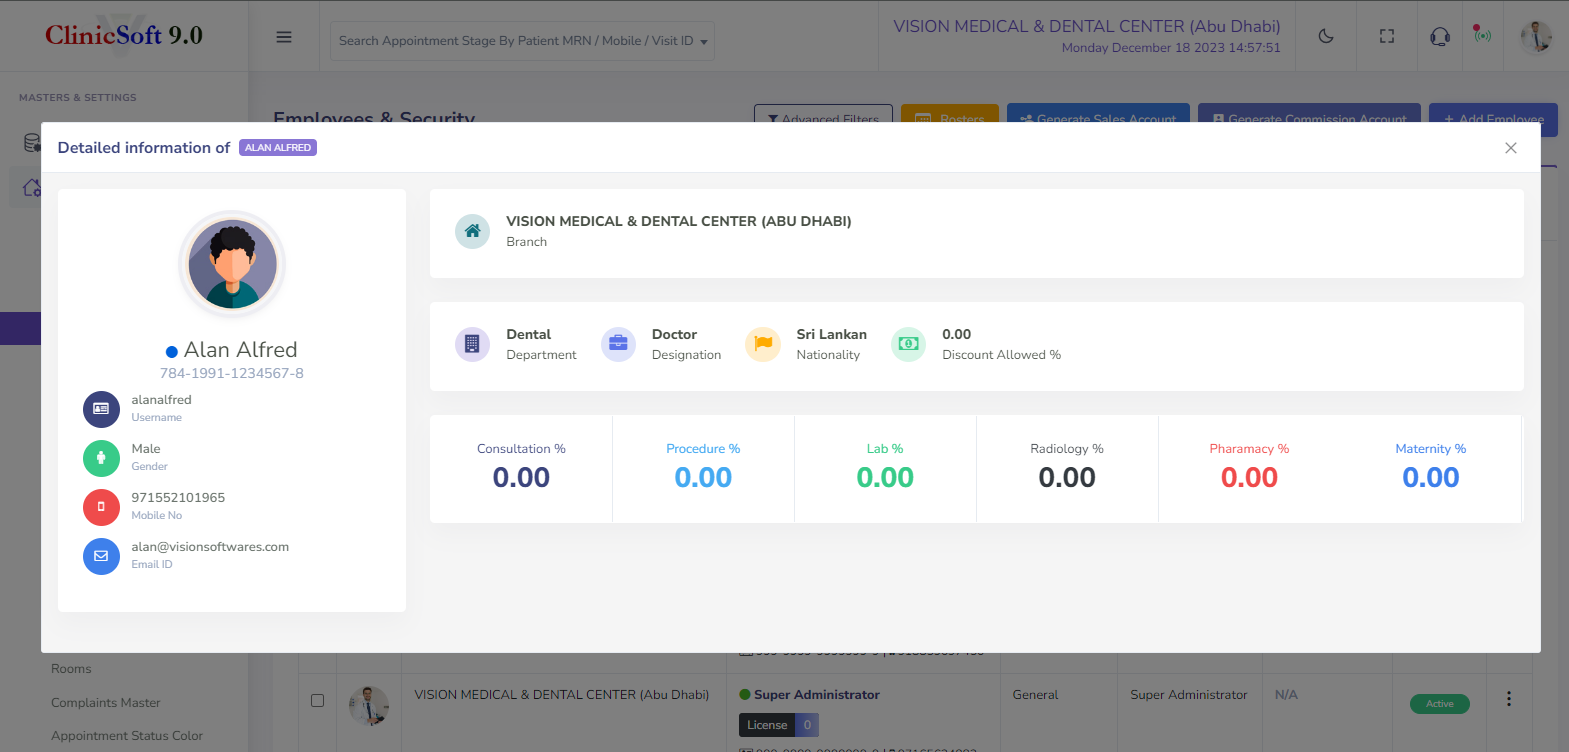 ClinicSoft 9.0
Search Appointment Stage By Patient MRN / Mobile / Visit ID
VISION MEDICAL & DENTAL CENTER (Abu Dhabi)
Monday December 18 2023 14:57:51
MASTERS & SETTINGS
Employees & Security
Advanced Filters
Rosters
Generate Sales Account
Generate Commission Account
+ Add Employee
Detailed information of ALAN ALFRED
Alan Alfred
784-1991-1234567-8
alanalfred
Username
Male
Gender
971552101965
Mobile No
alan@visionsoftwares.com
Email ID
VISION MEDICAL & DENTAL CENTER (ABU DHABI)
Branch
Dental
Department
Doctor
Designation
Sri Lankan
Nationality
0.00
Discount Allowed %
Consultation %
0.00
Procedure %
0.00
Lab %
0.00
Radiology %
0.00
Pharamacy %
0.00
Maternity %
0.00
Rooms
Complaints Master
Appointment Status Color
VISION MEDICAL & DENTAL CENTER (Abu Dhabi)
Super Administrator
License 0
General
Super Administrator
N/A
Active